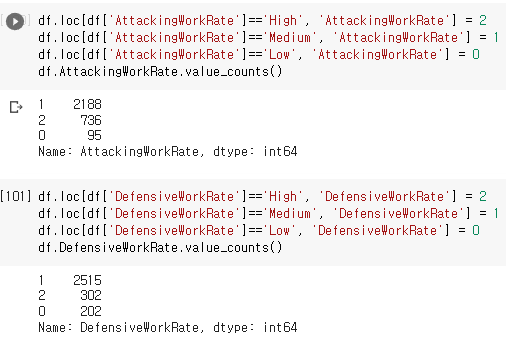 df.loc[df['AttackingWorkRate']=='High', 'AttackingWorkRate'] = 2
df.loc[df['AttackingWorkRate']=='Medium', 'AttackingWorkRate'] = 1
df.loc[df['AttackingWorkRate']=='Low', 'AttackingWorkRate'] = 0
df.AttackingWorkRate.value_counts()
1    2188
2     736
0      95
Name: AttackingWorkRate, dtype: int64
[101] df.loc[df['DefensiveWorkRate']=='High', 'DefensiveWorkRate'] = 2
df.loc[df['DefensiveWorkRate']=='Medium', 'DefensiveWorkRate'] = 1
df.loc[df['DefensiveWorkRate']=='Low', 'DefensiveWorkRate'] = 0
df.DefensiveWorkRate.value_counts()
1    2515
2     302
0     202
Name: DefensiveWorkRate, dtype: int64